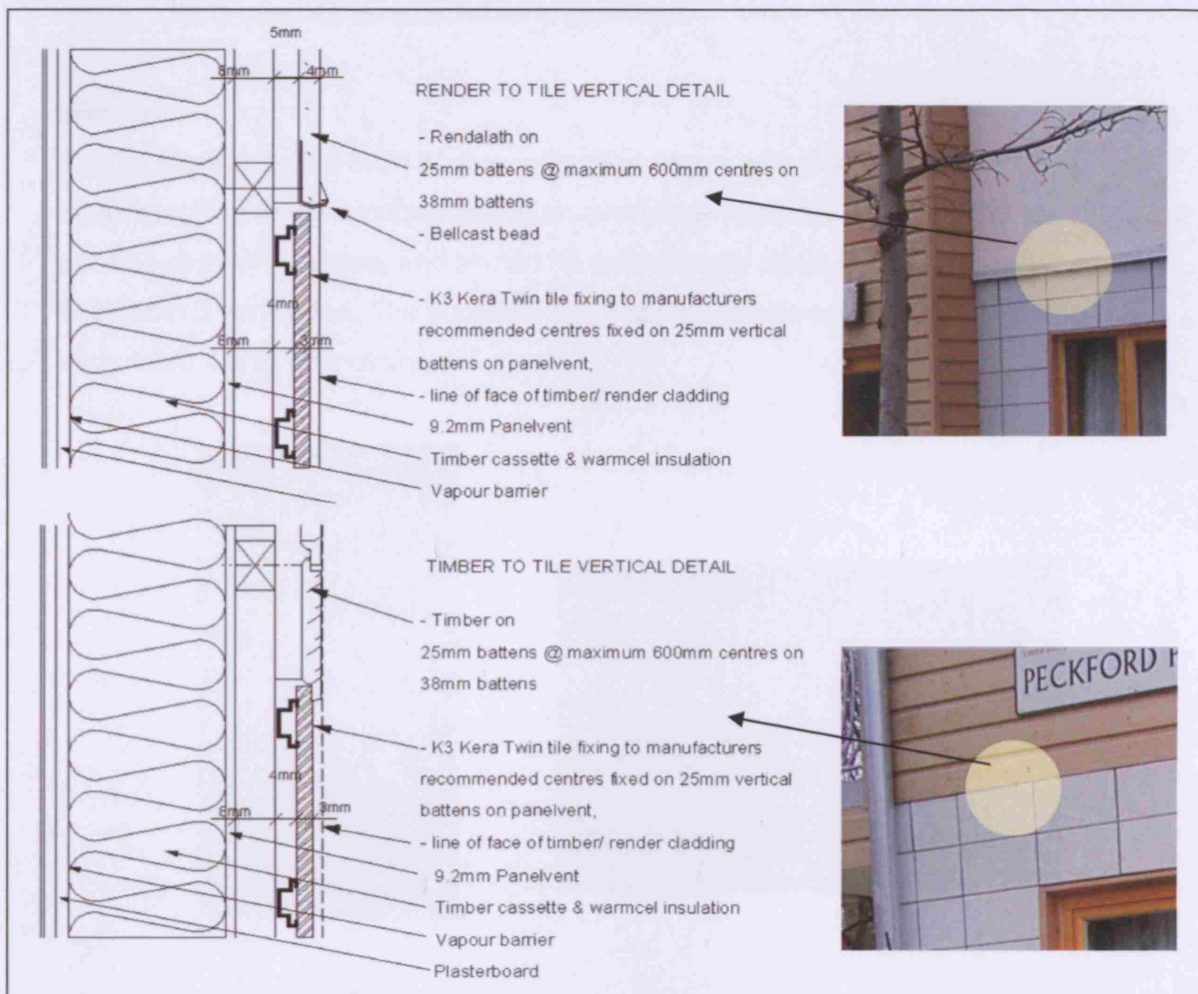 5mm
6mm
4mm
RENDER TO TILE VERTICAL DETAIL
- Rendalath on
25mm battens @ maximum 600mm centres on
38mm battens
- Bellcast bead
4mm
- K3 Kera Twin tile fixing to manufacturers
8mm
3mm
recommended centres fixed on 25mm vertical
battens on panelvent,
- line of face of timber/ render cladding
9.2mm Panelvent
Timber cassette & warmcel insulation
Vapour barrier
TIMBER TO TILE VERTICAL DETAIL
- Timber on
25mm battens @ maximum 600mm centres on
38mm battens
PECKFORD
- K3 Kera Twin tile fixing to manufacturers
4mm
recommended centres fixed on 25mm vertical
battens on panelvent,
8mm
3mm
- line of face of timber/ render cladding
9.2mm Panelvent
Timber cassette & warmcel insulation
Vapour barrier
Plasterboard